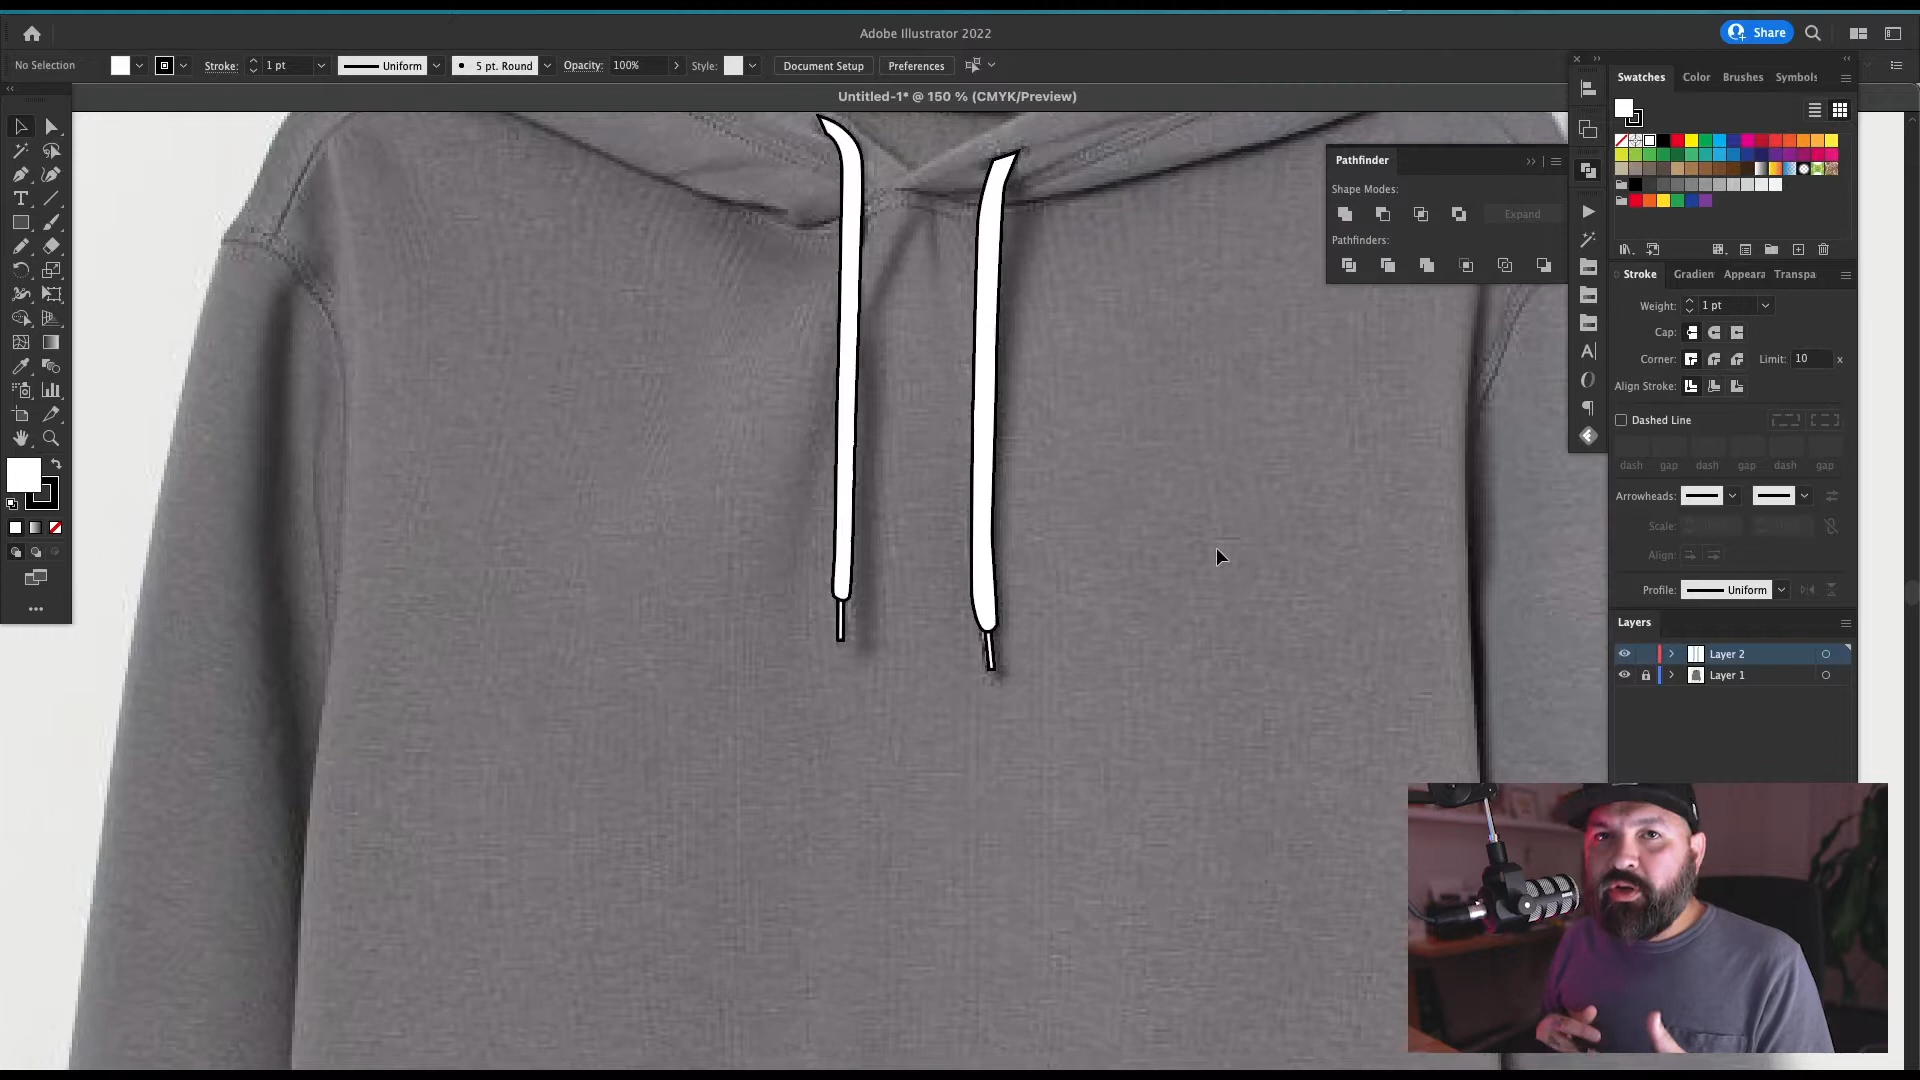 Adobe Illustrator 2022
Share
No Selection
Stroke:
1 pt
Uniform
5 pt. Round
Opacity:
100%
Style:
Document Setup
Preferences
Untitled-1* @ 150 % (CMYK/Preview)
Pathfinder
Shape Modes:
Expand
Pathfinders:
Swatches
Color
Brushes
Symbols
Stroke
Gradien
Appeara
Transpa
Weight:
1 pt
Cap:
Corner:
Limit:
10
x
Align Stroke:
Dashed Line
dash
gap
dash
gap
dash
gap
Arrowheads:
Scale:
Align:
Profile:
Uniform
Layers
Layer 2
Layer 1